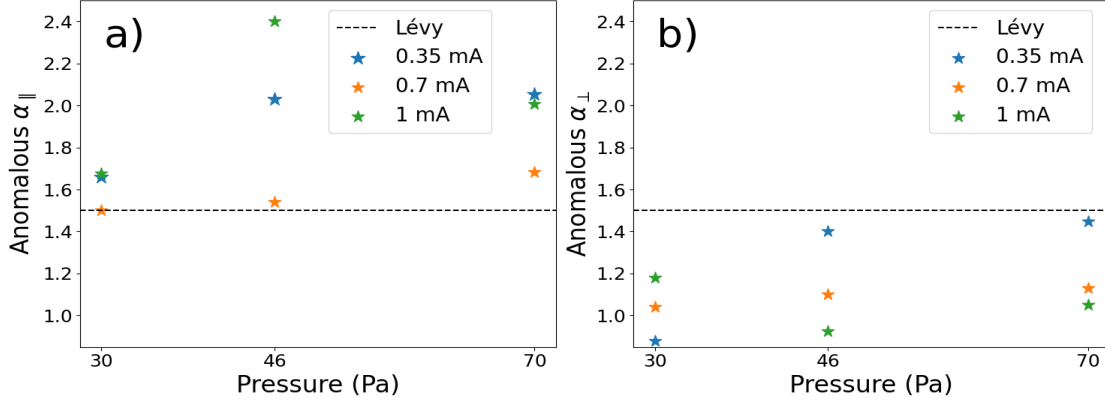 a)
Lévy
0.35 mA
0.7 mA
1 mA
2.4
2.2
2.0
1.8
1.6
1.4
1.2
1.0
Anomalous α∥
30
46
70
Pressure (Pa)
b)
Lévy
0.35 mA
0.7 mA
1 mA
2.4
2.2
2.0
1.8
1.6
1.4
1.2
1.0
Anomalous α⊥
30
46
70
Pressure (Pa)